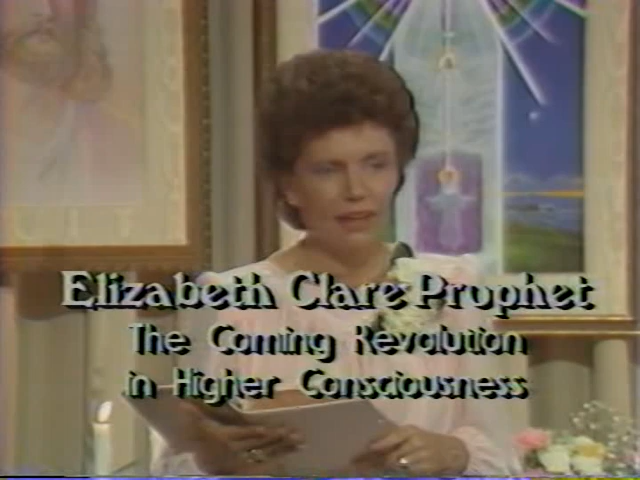 Elizabeth Clare Prophet
The Coming Revolution
in Higher Consciousness